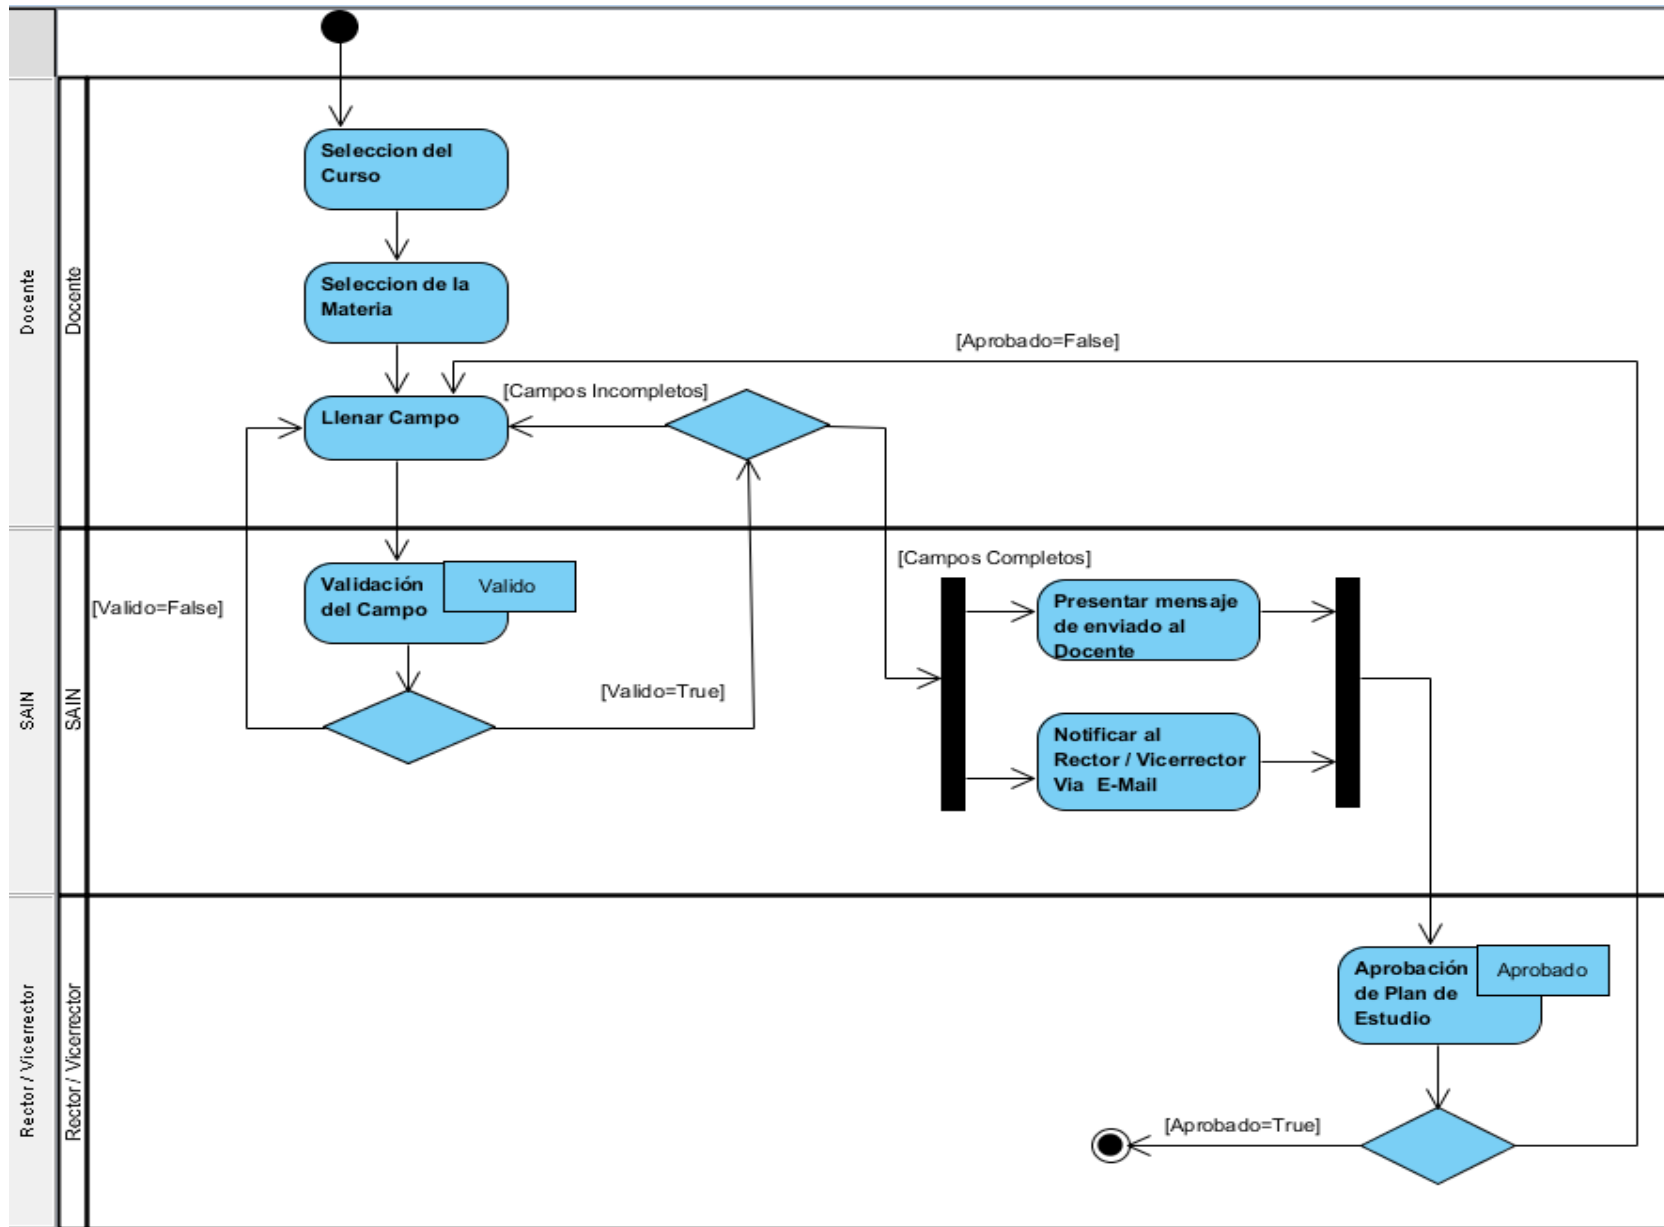 Docente
Docente
Seleccion del
Curso
Seleccion de la
Materia
[Aprobado=False]
[Campos Incompletos]
Llenar Campo
SAIN
SAIN
[Campos Completos]
Validación
del Campo
Valido
[Valido=False]
Presentar mensaje
de enviado al
Docente
[Valido=True]
Notificar al
Rector / Vicerrector
Via E-Mail
Rector / Vicerrector
Rector / Vicerrector
Aprobación
de Plan de
Estudio
Aprobado
[Aprobado=True]